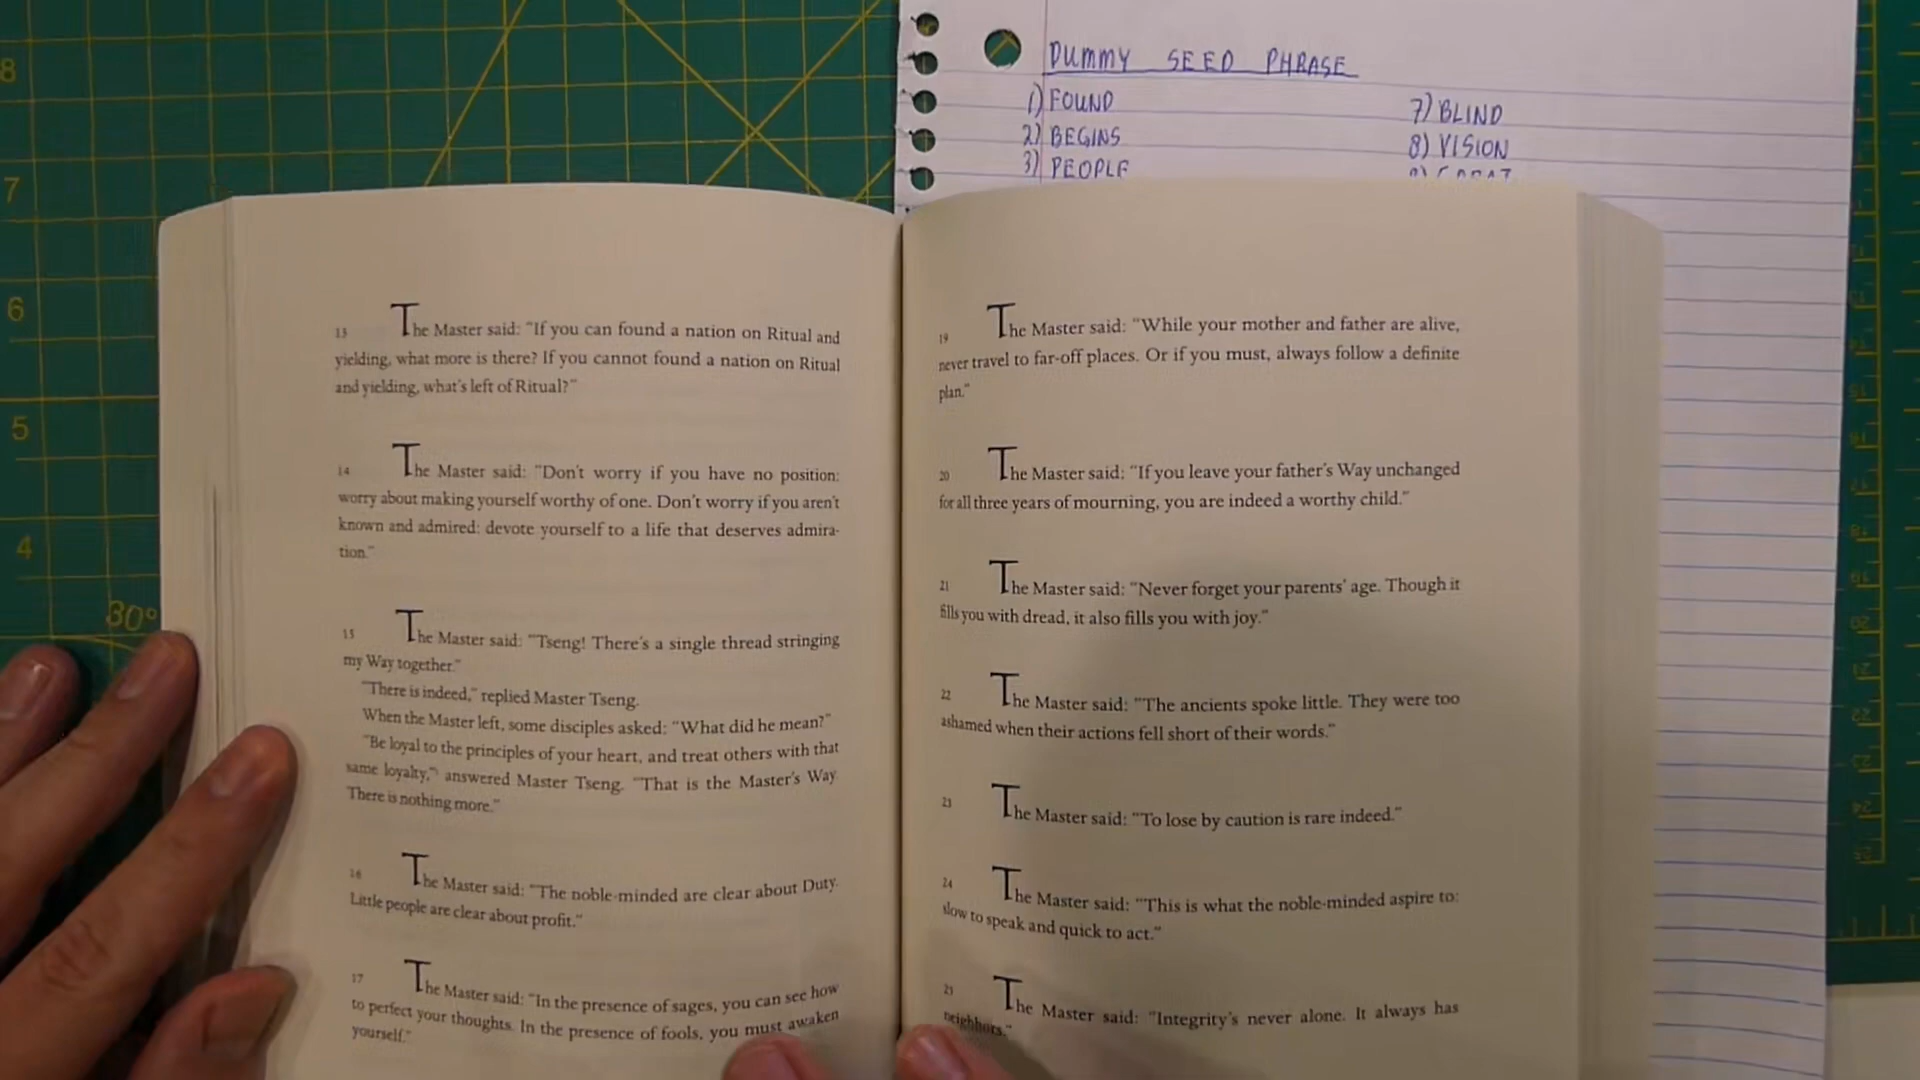 DUMMY SEED PHRASE
1) FOUND
2) BEGINS
3) PEOPLE
7) BLIND
8) VISION
13 The Master said: "If you can found a nation on Ritual and
yielding, what more is there? If you cannot found a nation on Ritual
and yielding, what's left of Ritual?"
14 The Master said: "Don't worry if you have no position:
worry about making yourself worthy of one. Don't worry if you aren't
known and admired: devote yourself to a life that deserves admira-
tion."
15 The Master said: "Tseng! There's a single thread stringing
my Way together."
"There is indeed," replied Master Tseng.
When the Master left, some disciples asked: "What did he mean?"
"Be loyal to the principles of your heart, and treat others with that
same loyalty," answered Master Tseng. "That is the Master's Way.
There is nothing more."
16 The Master said: "The noble-minded are clear about Duty.
Little people are clear about profit."
17 The Master said: "In the presence of sages, you can see how
to perfect your thoughts. In the presence of fools, you must awaken
yourself."
19 The Master said: "While your mother and father are alive,
never travel to far-off places. Or if you must, always follow a definite
plan."
20 The Master said: "If you leave your father's Way unchanged
for all three years of mourning, you are indeed a worthy child."
21 The Master said: "Never forget your parents' age. Though it
fills you with dread, it also fills you with joy."
22 The Master said: "The ancients spoke little. They were too
ashamed when their actions fell short of their words."
23 The Master said: "To lose by caution is rare indeed."
24 The Master said: "This is what the noble-minded aspire to:
slow to speak and quick to act."
25 The Master said: "Integrity's never alone. It always has
neighbors."
8
7
6
5
4
30°